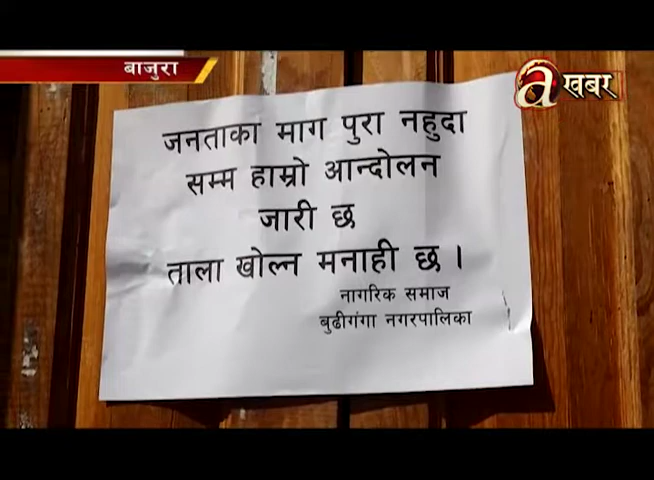 बाजुरा
a खबर
जनताका माग पुरा नहुदा
सम्म हाम्रो आन्दोलन
जारी छ
ताला खोल्न मनाही छ ।
नागरिक समाज
बुढीगंगा नगरपालिका